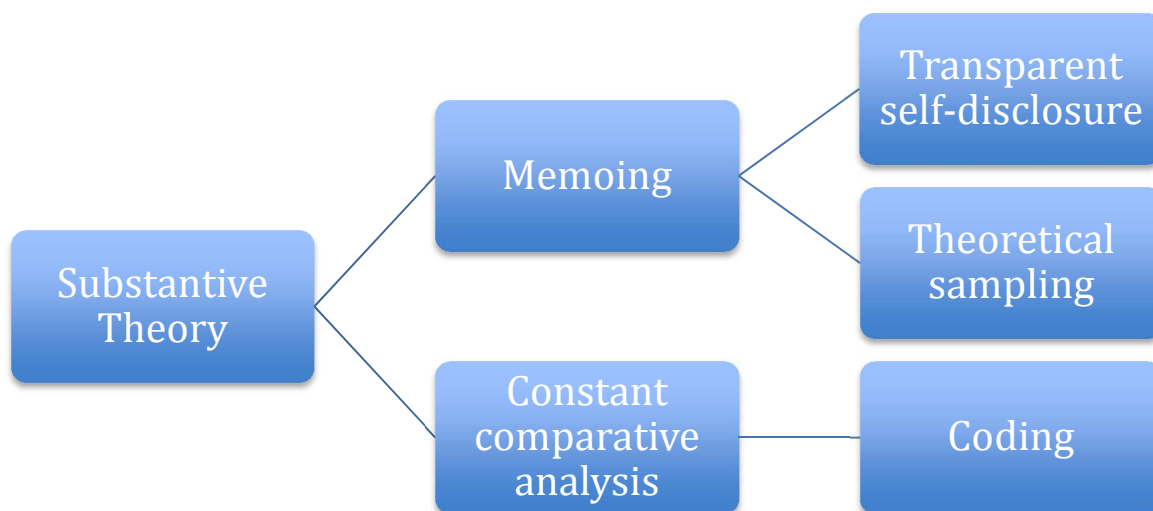 Substantive
Theory
Memoing
Constant
comparative
analysis
Transparent
self-disclosure
Theoretical
sampling
Coding